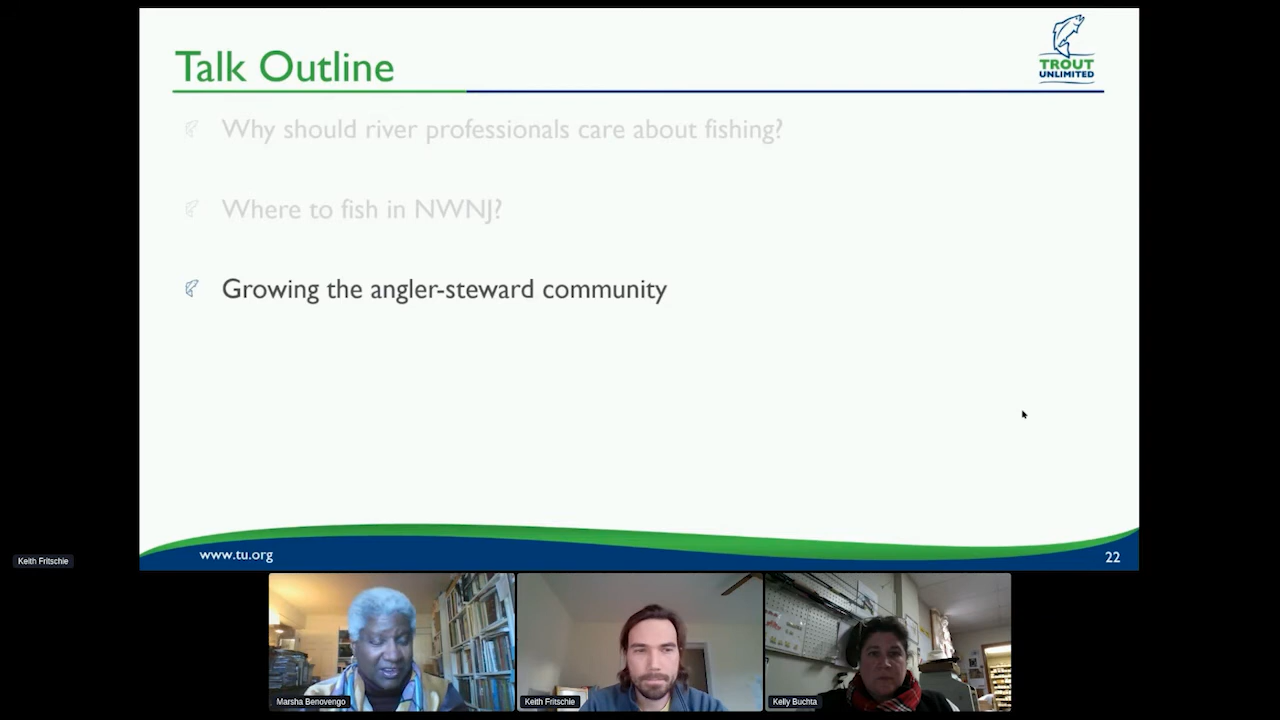 Talk Outline
TROUT
UNLIMITED
Why should river professionals care about fishing?
Where to fish in NWNJ?
Growing the angler-steward community
www.tu.org
22
Keith Fritschie
Marsha Benovengo
Keith Fritschie
Kelly Buchta